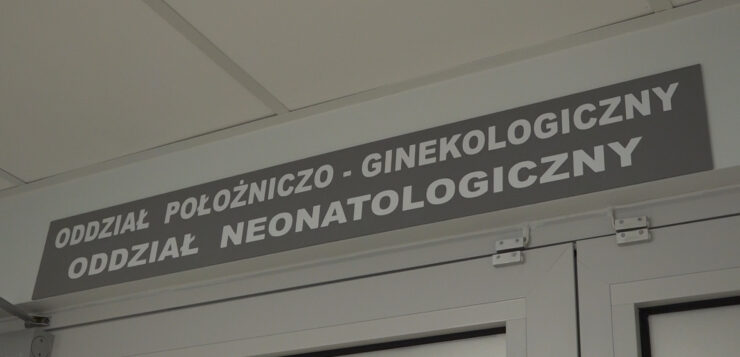 ODDZIAŁ POŁOŻNICZO - GINEKOLOGICZNY
ODDZIAŁ NEONATOLOGICZNY